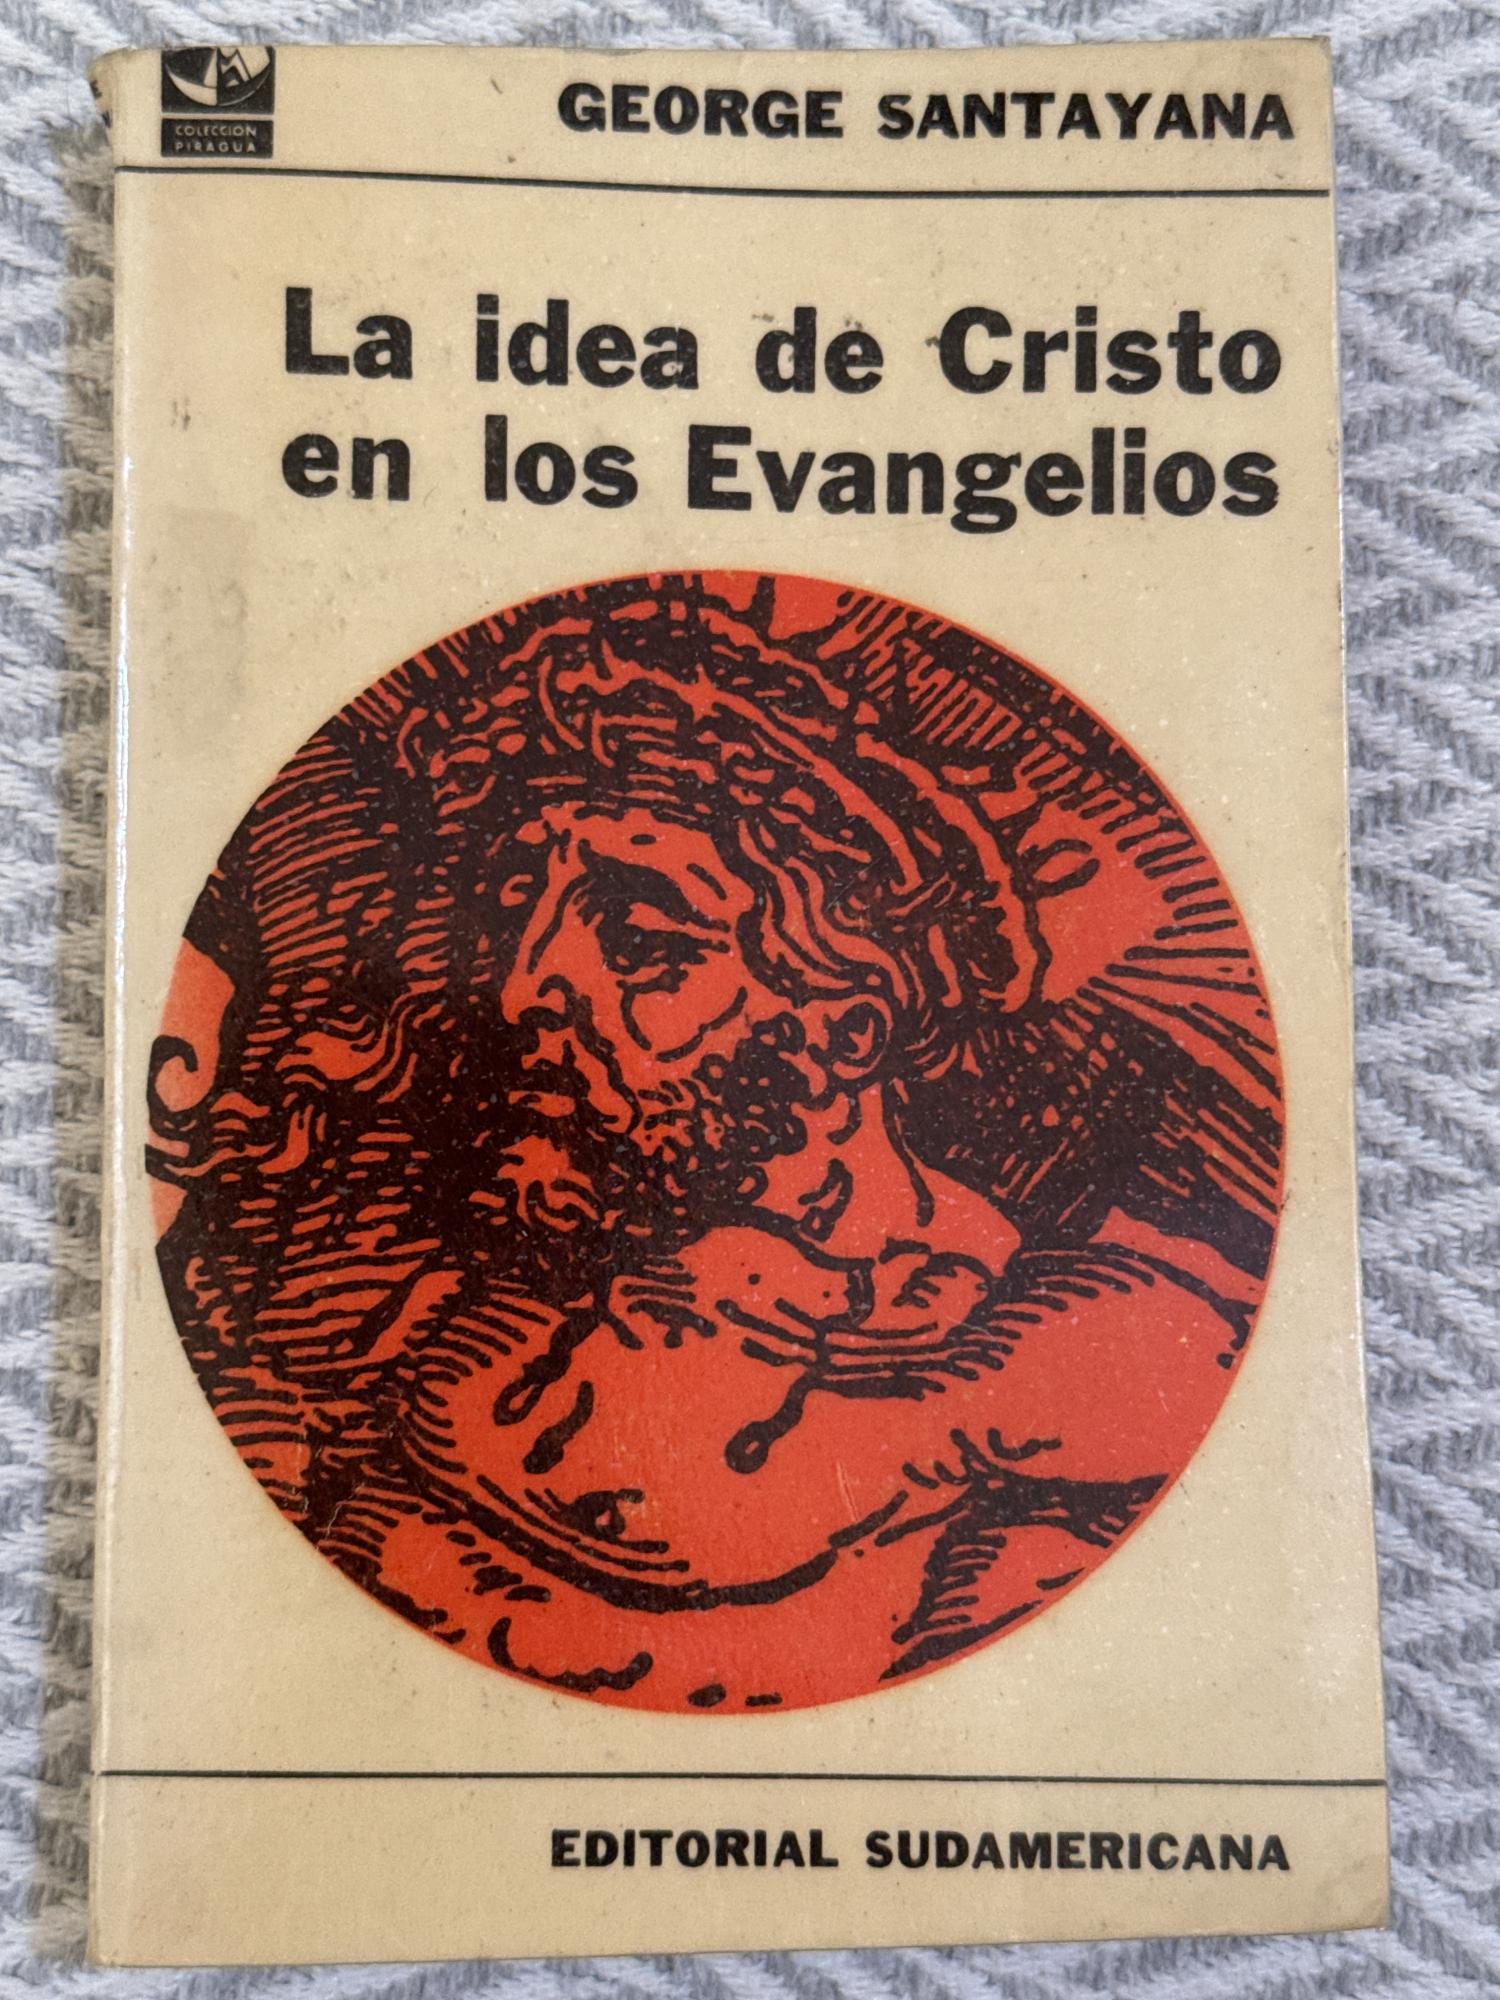 COLECCION
PIRAGUA
GEORGE SANTAYANA
La idea de Cristo
en los Evangelios
EDITORIAL SUDAMERICANA